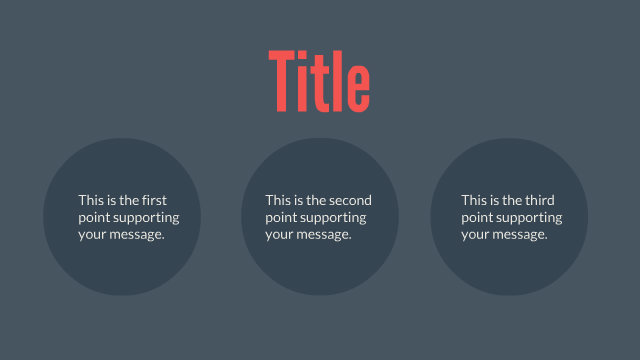 Title
This is the first
point supporting
your message.
This is the second
point supporting
your message.
This is the third
point supporting
your message.